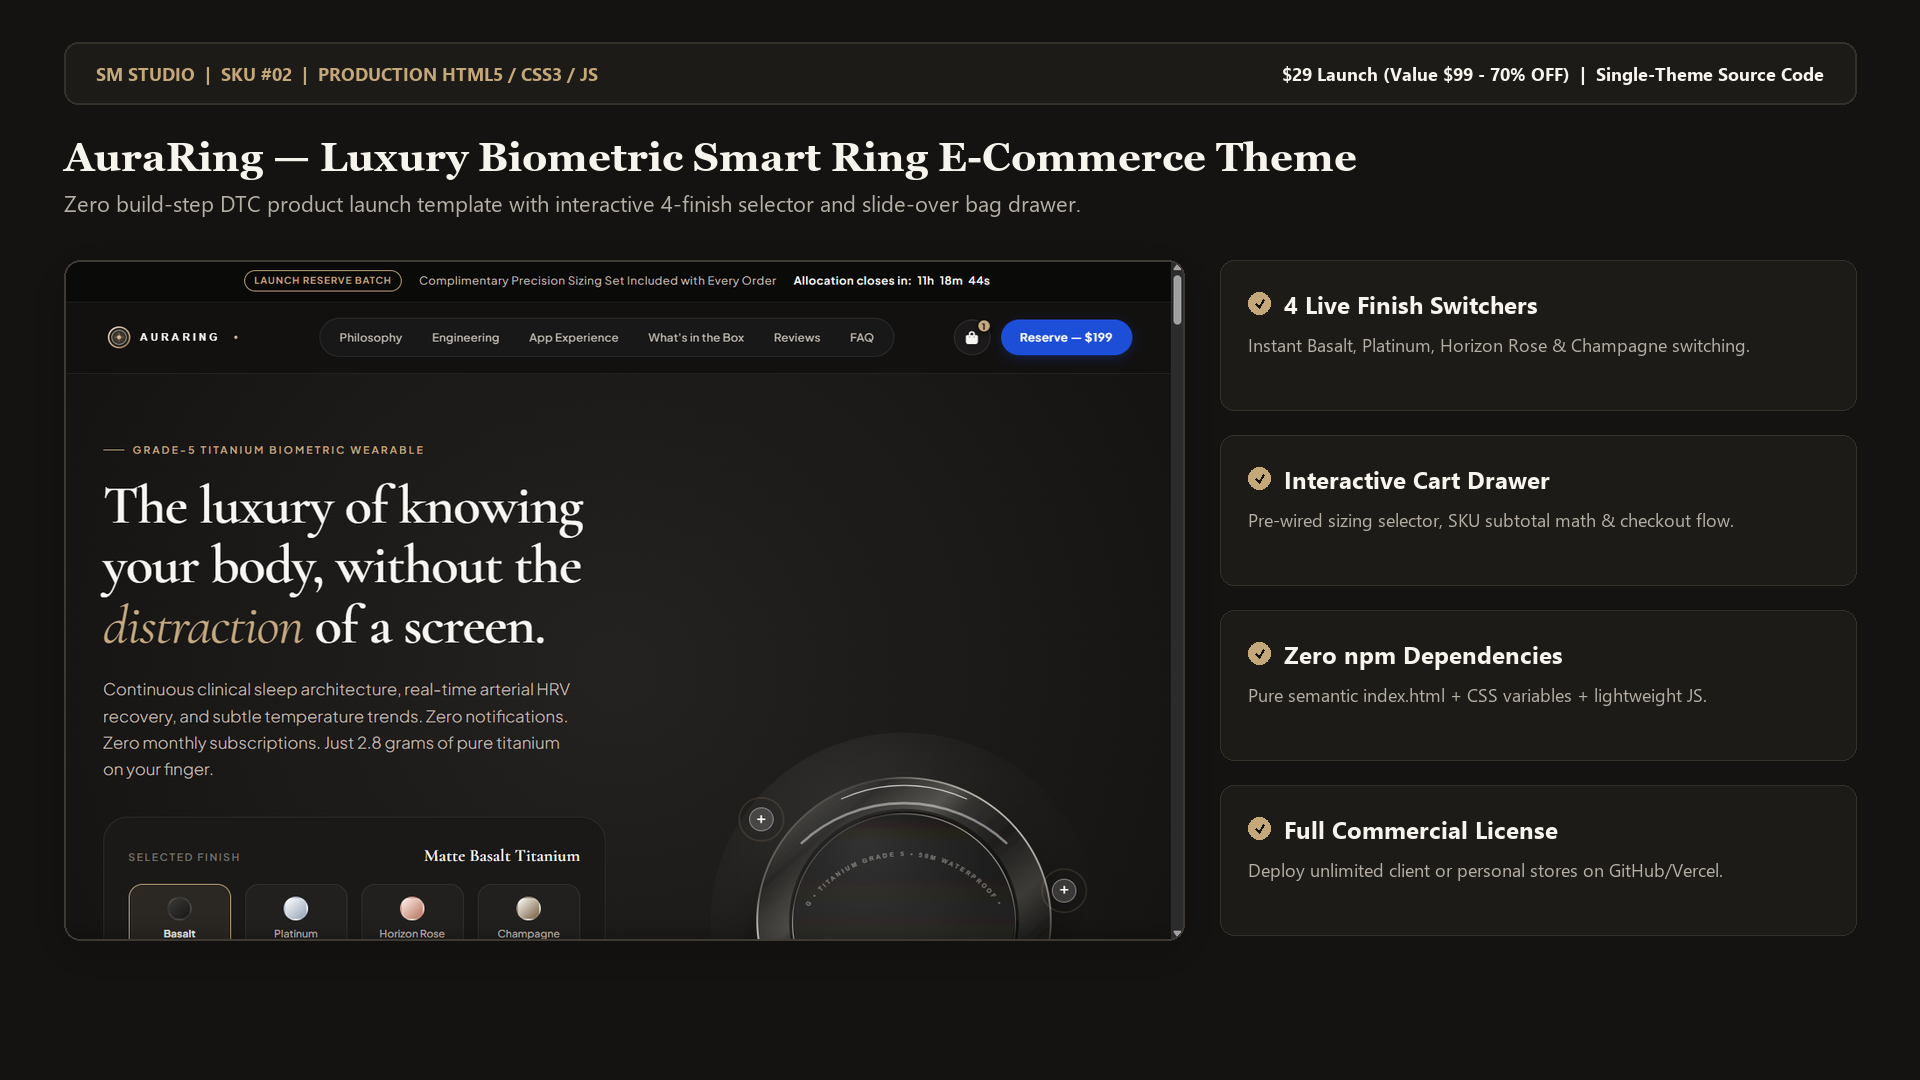 SM STUDIO | SKU #02 | PRODUCTION HTML5 / CSS3 / JS
$29 Launch (Value $99 - 70% OFF) | Single-Theme Source Code
AuraRing — Luxury Biometric Smart Ring E-Commerce Theme
Zero build-step DTC product launch template with interactive 4-finish selector and slide-over bag drawer.
LAUNCH RESERVE BATCH
Complimentary Precision Sizing Set Included with Every Order
Allocation closes in: 11h 18m 44s
AURARING
Philosophy
Engineering
App Experience
What's in the Box
Reviews
FAQ
1
Reserve — $199
GRADE-5 TITANIUM BIOMETRIC WEARABLE
The luxury of knowing
your body, without the
distraction of a screen.
Continuous clinical sleep architecture, real-time arterial HRV
recovery, and subtle temperature trends. Zero notifications.
Zero monthly subscriptions. Just 2.8 grams of pure titanium
on your finger.
SELECTED FINISH
Matte Basalt Titanium
Basalt
Platinum
Horizon Rose
Champagne
G • TITANIUM GRADE 5 • 50M WATERPROOF •
4 Live Finish Switchers
Instant Basalt, Platinum, Horizon Rose & Champagne switching.
Interactive Cart Drawer
Pre-wired sizing selector, SKU subtotal math & checkout flow.
Zero npm Dependencies
Pure semantic index.html + CSS variables + lightweight JS.
Full Commercial License
Deploy unlimited client or personal stores on GitHub/Vercel.